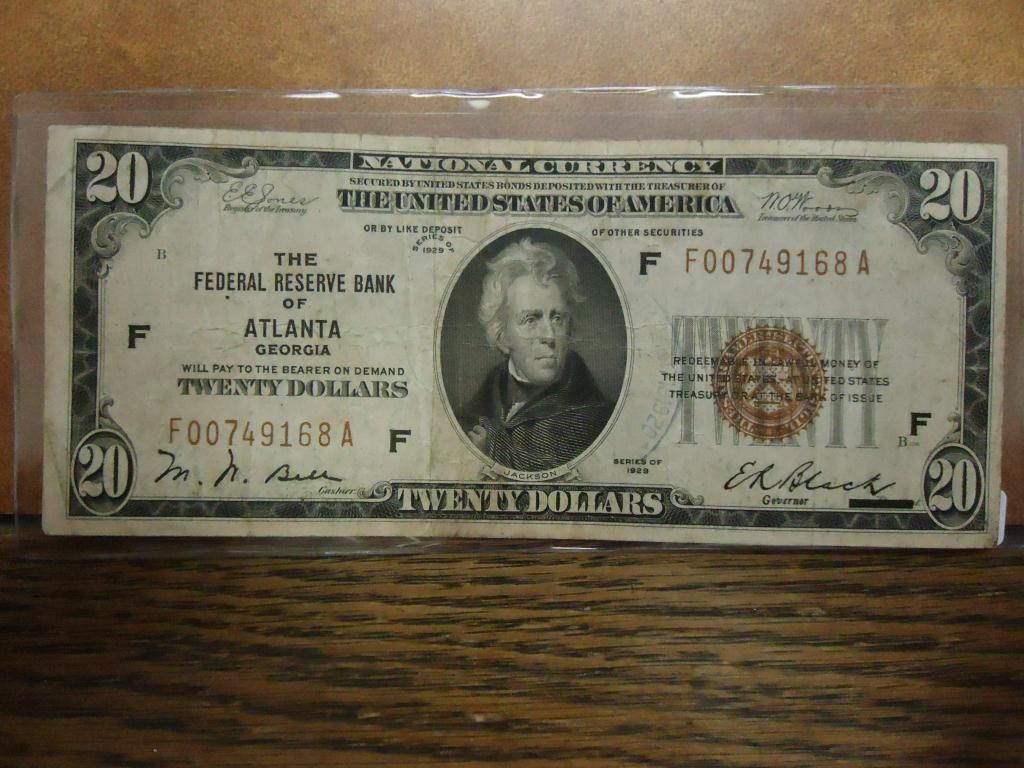 NATIONAL CURRENCY
SECURED BY UNITED STATES BONDS DEPOSITED WITH THE TREASURER OF
THE UNITED STATES OF AMERICA
OR BY LIKE DEPOSIT OF OTHER SECURITIES
SERIES OF
1929
20
20
E E Jones
Register of the Treasury
Treasurer of the United States
B
THE
FEDERAL RESERVE BANK
OF
ATLANTA
GEORGIA
WILL PAY TO THE BEARER ON DEMAND
TWENTY DOLLARS
F
F00749168A
F
M. W. Bell
Cashier
20
JACKSON
TWENTY DOLLARS
F F00749168A
TWENTY
REDEEMABLE IN LAWFUL MONEY OF
THE UNITED STATES AT UNITED STATES
TREASURY OR AT THE BANK OF ISSUE
F
B
SERIES OF
1929
E R Black
Governor
20